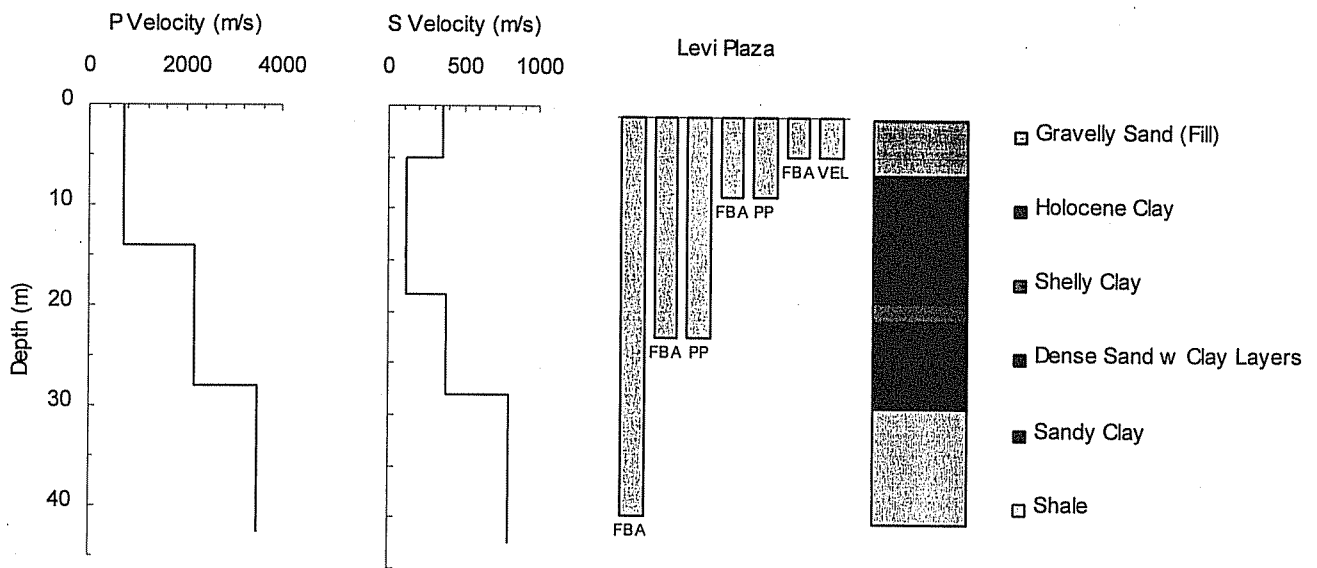 P Velocity (m/s)
0 2000 4000
S Velocity (m/s)
0 500 1000
Levi Plaza
Depth (m)
0
10
20
30
40
FBA
FBA PP
FBA PP
FBA VEL
Gravelly Sand (Fill)
Holocene Clay
Shelly Clay
Dense Sand w Clay Layers
Sandy Clay
Shale